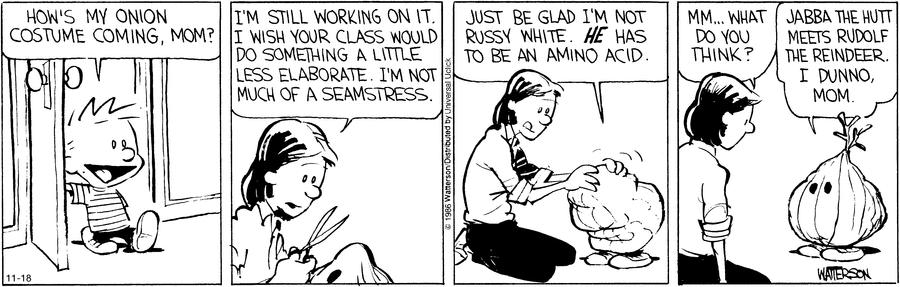 HOW'S MY ONION
COSTUME COMING, MOM?
11-18
I'M STILL WORKING ON IT.
I WISH YOUR CLASS WOULD
DO SOMETHING A LITTLE
LESS ELABORATE. I'M NOT
MUCH OF A SEAMSTRESS.
© 1986 Watterson/Distributed by Universal Uclick
JUST BE GLAD I'M NOT
RUSSY WHITE. HE HAS
TO BE AN AMINO ACID.
MM... WHAT
DO YOU
THINK?
JABBA THE HUTT
MEETS RUDOLF
THE REINDEER.
I DUNNO,
MOM.
WATTERSON